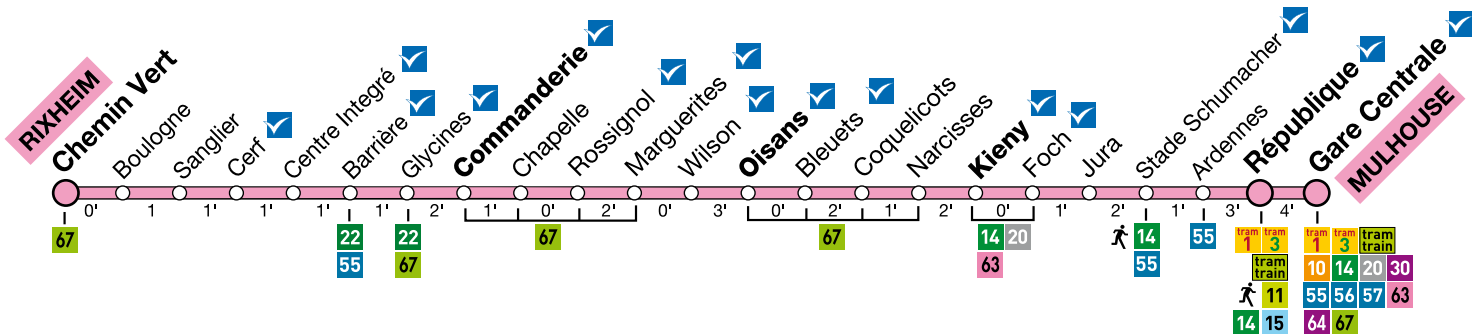 RIXHEIM
Chemin Vert
Boulogne
Sanglier
Cerf
Centre Integré
Barrière
Glycines
Commanderie
Chapelle
Rossignol
Marguerites
Wilson
Oisans
Bleuets
Coquelicots
Narcisses
Kieny
Foch
Jura
Stade Schumacher
Ardennes
République
Gare Centrale
MULHOUSE
0' 1 1' 1' 1' 1' 2' 1' 0' 2' 0' 3' 0' 2' 1' 2' 0' 1' 2' 1' 3' 4'
67
22
55
22
67
67
67
14 20
63
14
55
55
tram 1 tram 3
tram train
11
14 15
tram 1 tram 3 tram train
10 14 20 30
55 56 57 63
64 67